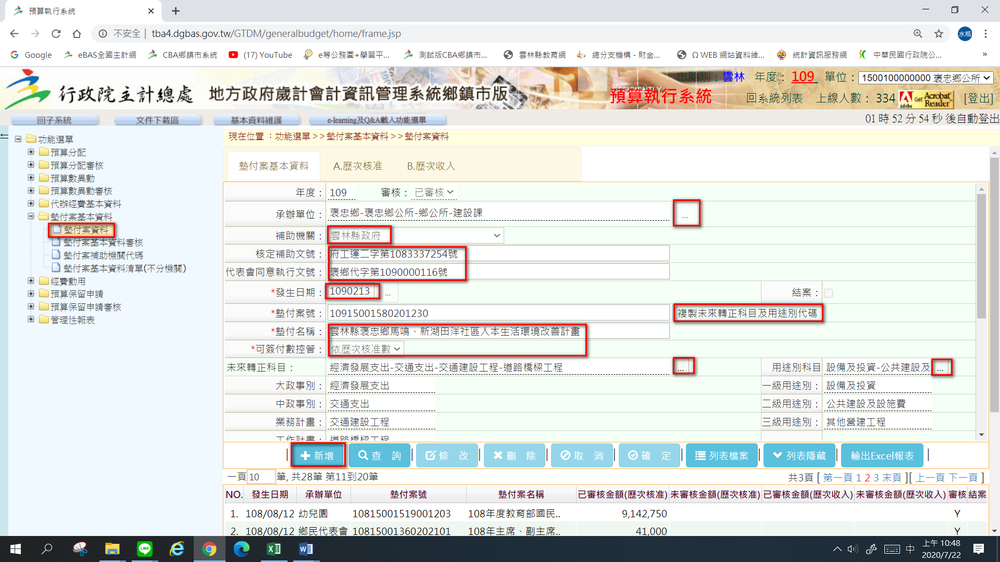 預算執行系統
不安全 | tba4.dgbas.gov.tw/GTDM/generalbudget/home/frame.jsp
水瓶
Google
eBAS全國主計網
CBA鄉鎮市系統
(17) YouTube
e等公務園+學習平...
測試版CBA鄉鎮市...
雲林縣教育網
總分支機構 - 財金...
Ω WEB 網站資料維...
統計資訊服務網
中華民國行政院公...
»
行政院主計總處
地方政府歲計會計資訊管理系統鄉鎮市版
預算執行系統
市縣別：雲林 年度： 109 單位：1500100000000 褒忠鄉公所
回系統列表 上線人數： 334 Get Acrobat Reader Adobe [登出]
回子系統
文件下載區
基本資料維護
e-learning及Q&A載入功能選單
01 時 52 分 54 秒 後自動登出
功能選單
預算分配
預算分配審核
預算數異動
預算數異動審核
代辦經費基本資料
墊付案基本資料
墊付案資料
墊付案基本資料審核
墊付案補助機關代碼
墊付案基本資料清單(不分機關)
經費動用
預算保留申請
預算保留申請審核
管理性報表
現在位置：功能選單>>墊付案基本資料>>墊付案資料
墊付案基本資料 A.歷次核准 B.歷次收入
年度： 109 審核： 已審核
承辦單位： 褒忠鄉-褒忠鄉公所-鄉公所-建設課 ...
補助機關： 雲林縣政府
核定補助文號： 府工運二字第1083337254號
代表會同意執行文號： 褒鄉代字第1090000116號
*發生日期： 1090213 ... 結案：
*墊付案號： 10915001580201230 複製未來轉正科目及用途別代碼
*墊付名稱： 雲林縣褒忠鄉馬鳴、新湖田洋社區人本生活環境改善計畫
*可簽付數控管： 依歷次核准數
未來轉正科目： 經濟發展支出-交通支出-交通建設工程-道路橋樑工程 ... 用途別科目 設備及投資-公共建設及 ...
大政事別： 經濟發展支出 一級用途別： 設備及投資
中政事別： 交通支出 二級用途別： 公共建設及設施費
業務計畫： 交通建設工程 三級用途別： 其他營建工程
工作計畫： 道路橋樑工程
新增 查 詢 修 改 刪 除 取 消 確 定 列表檔案 列表隱藏 輸出Excel報表
一頁 10 筆, 共28筆 第11到20筆
共3頁 [ 第一頁 1 2 3 末頁 ][ 上一頁 下一頁 ]
NO. 發生日期 承辦單位 墊付案號 墊付案名稱 已審核金額(歷次核准) 未審核金額(歷次核准) 已審核金額(歷次收入) 未審核金額(歷次收入) 審核 結案
1. 108/08/12 幼兒園 10815001519001203 108年度教育部國民.. 9,142,750 Y
2. 108/08/12 鄉民代表會 10815001360202101 108年主席、副主席.. 41,000 Y
中
上午 10:48
2020/7/22